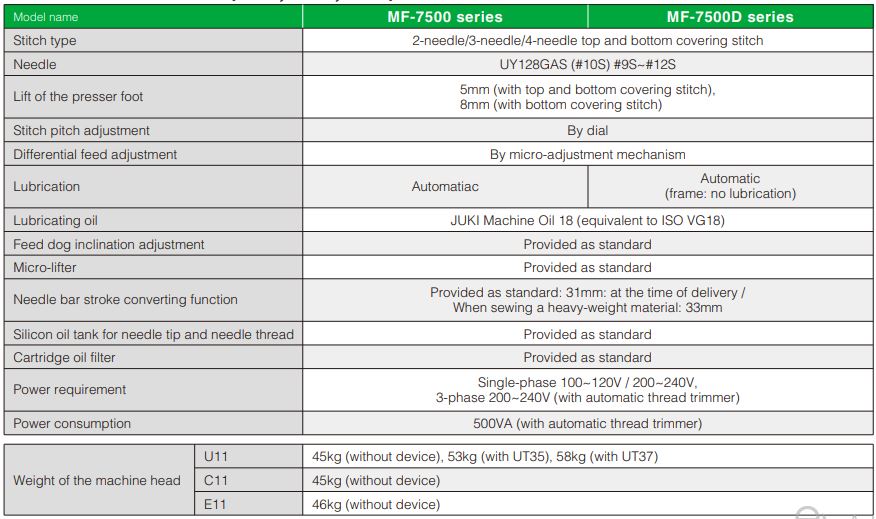 Model name MF-7500 series MF-7500D series
Stitch type 2-needle/3-needle/4-needle top and bottom covering stitch
Needle UY128GAS (#10S) #9S~#12S
Lift of the presser foot 5mm (with top and bottom covering stitch),
8mm (with bottom covering stitch)
Stitch pitch adjustment By dial
Differential feed adjustment By micro-adjustment mechanism
Lubrication Automatiac Automatic
(frame: no lubrication)
Lubricating oil JUKI Machine Oil 18 (equivalent to ISO VG18)
Feed dog inclination adjustment Provided as standard
Micro-lifter Provided as standard
Needle bar stroke converting function Provided as standard: 31mm: at the time of delivery /
When sewing a heavy-weight material: 33mm
Silicon oil tank for needle tip and needle thread Provided as standard
Cartridge oil filter Provided as standard
Power requirement Single-phase 100~120V / 200~240V,
3-phase 200~240V (with automatic thread trimmer)
Power consumption 500VA (with automatic thread trimmer)
Weight of the machine head U11 45kg (without device), 53kg (with UT35), 58kg (with UT37)
C11 45kg (without device)
E11 46kg (without device)